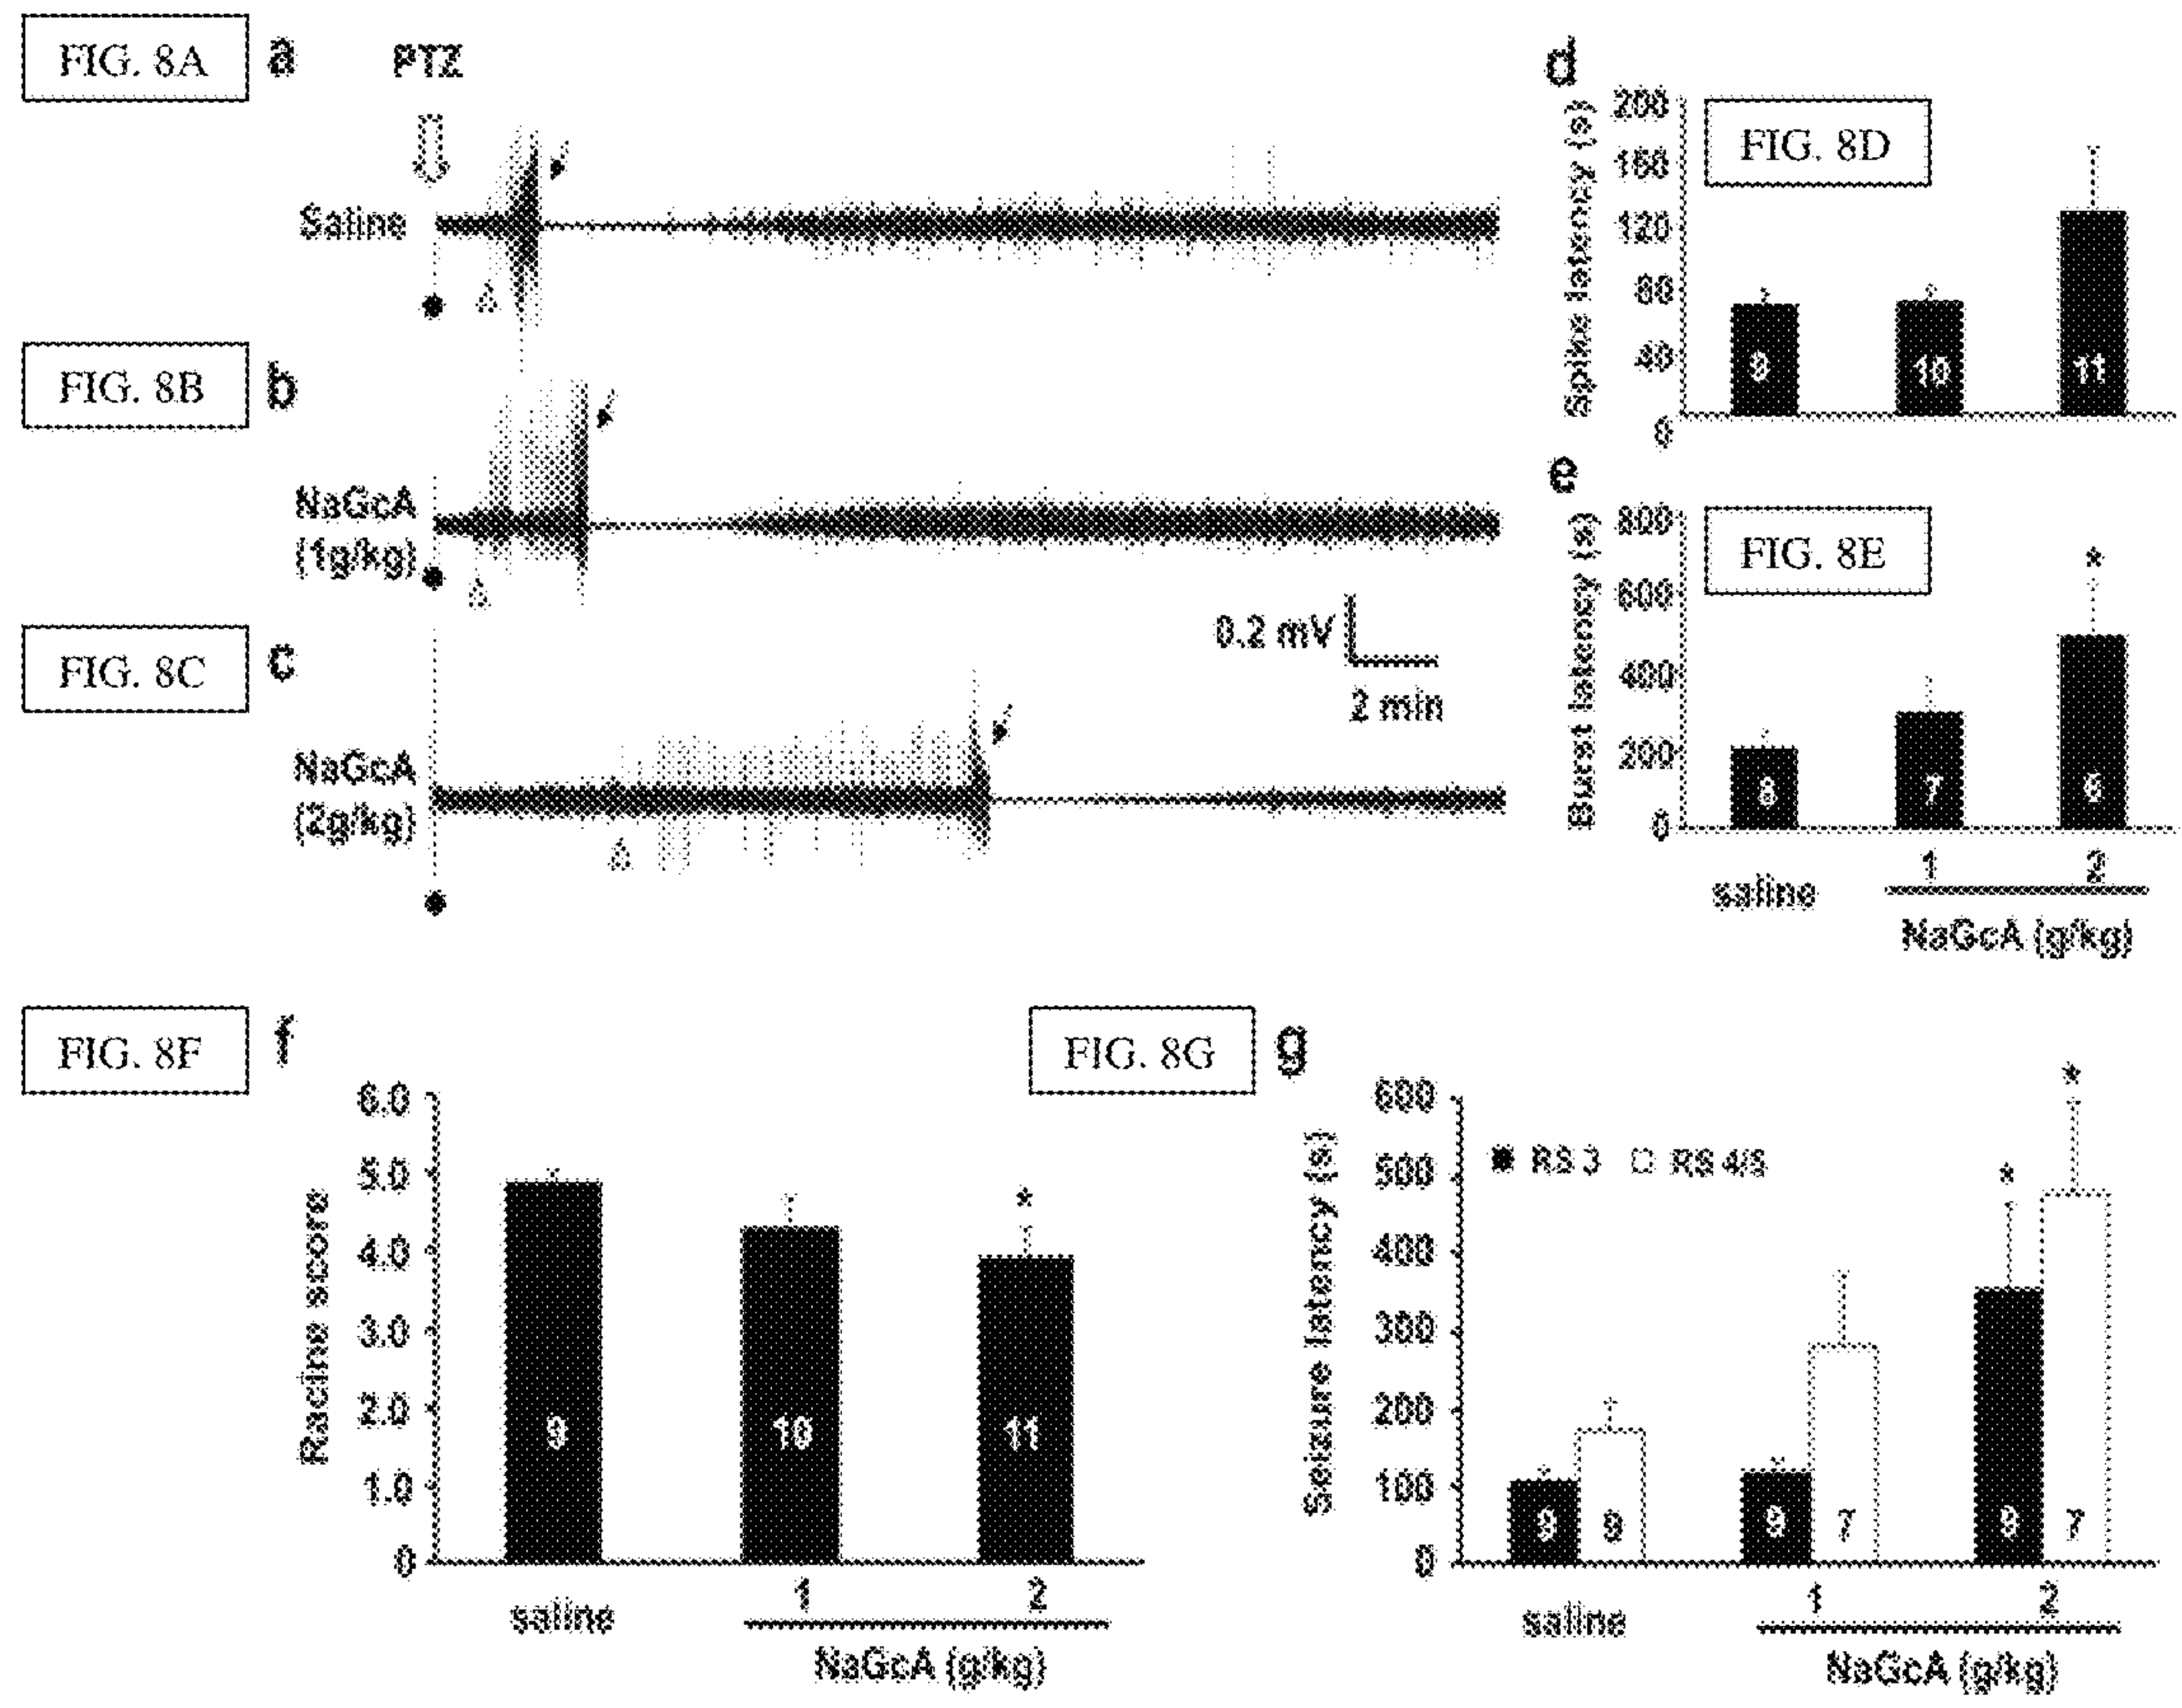 FIG. 8A
a
PTZ
Saline
FIG. 8B
b
NaGcA
(1g/kg)
FIG. 8C
c
NaGcA
(2g/kg)
0.2 mV
2 min
d
FIG. 8D
Spike latency (s)
200
160
120
80
40
0
9
10
11
e
FIG. 8E
Burst latency (s)
800
600
400
200
0
*
8
7
6
saline
1
2
NaGcA (g/kg)
FIG. 8F
f
Racine score
6.0
5.0
4.0
3.0
2.0
1.0
0
*
9
10
11
saline
1
2
NaGcA (g/kg)
FIG. 8G
g
Seizure latency (s)
600
500
400
300
200
100
0
RS 3
RS 4/5
*
*
9
9
9
7
9
7
saline
1
2
NaGcA (g/kg)